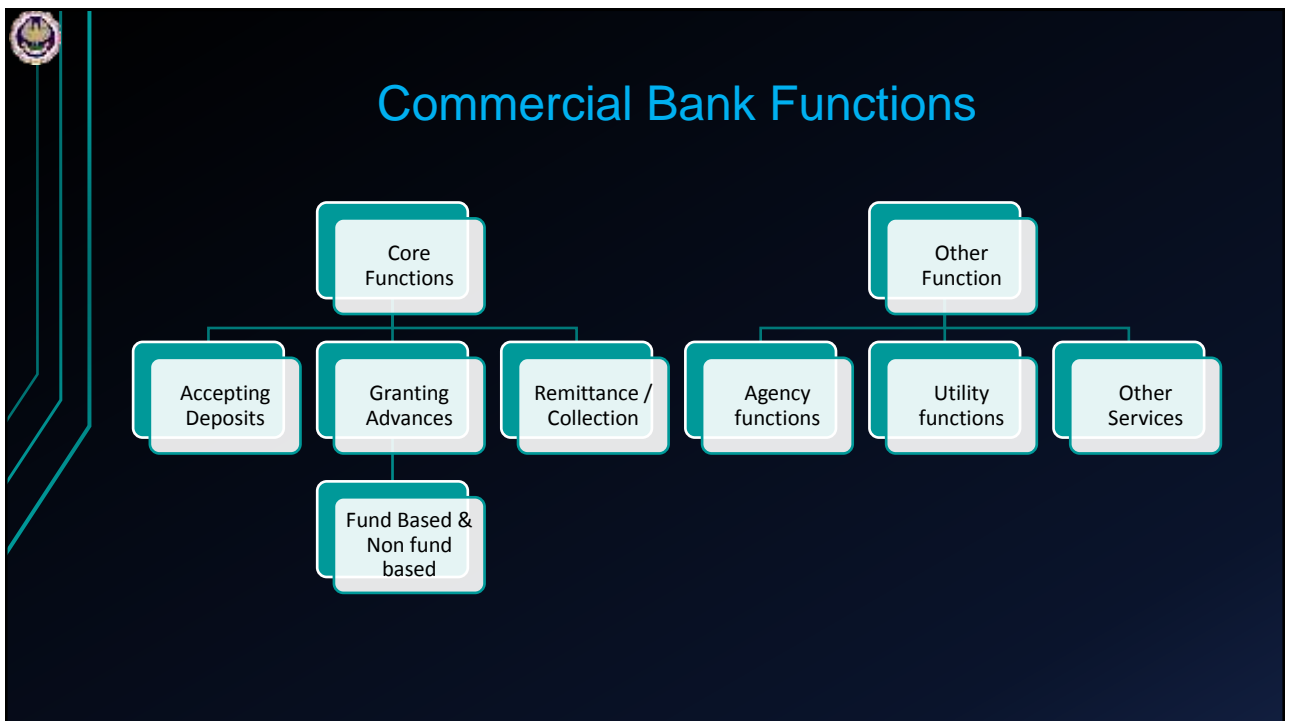 Commercial Bank Functions
Core
Functions
Other
Function
Accepting
Deposits
Granting
Advances
Remittance /
Collection
Agency
functions
Utility
functions
Other
Services
Fund Based &
Non fund
based